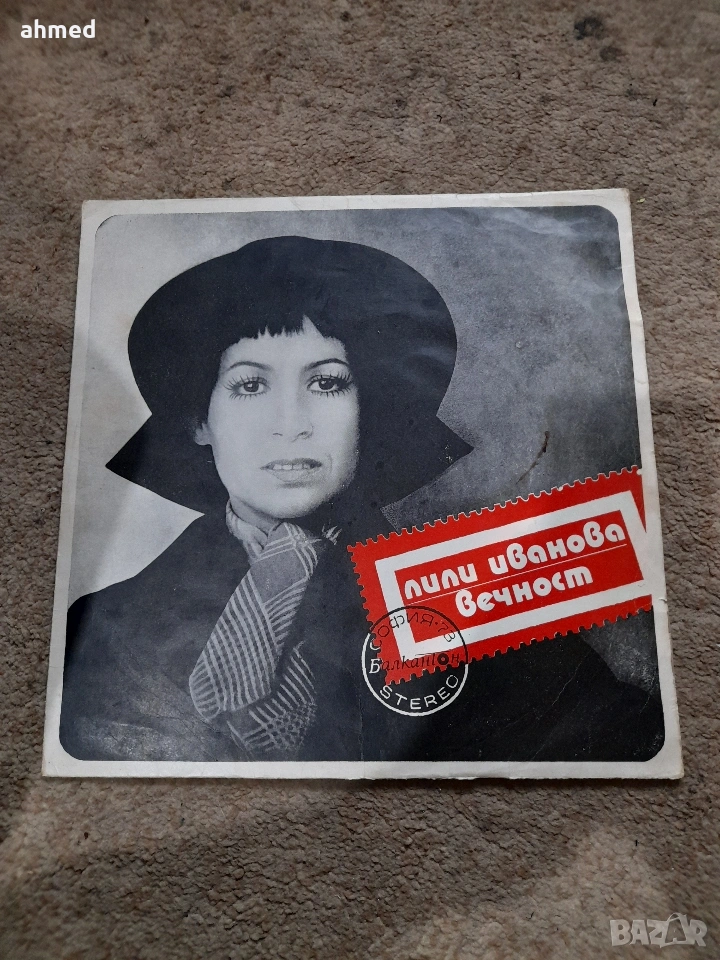 ahmed
лили иванова
вечност
СОФИЯ·73
Балкантон
STEREO
BAZAR